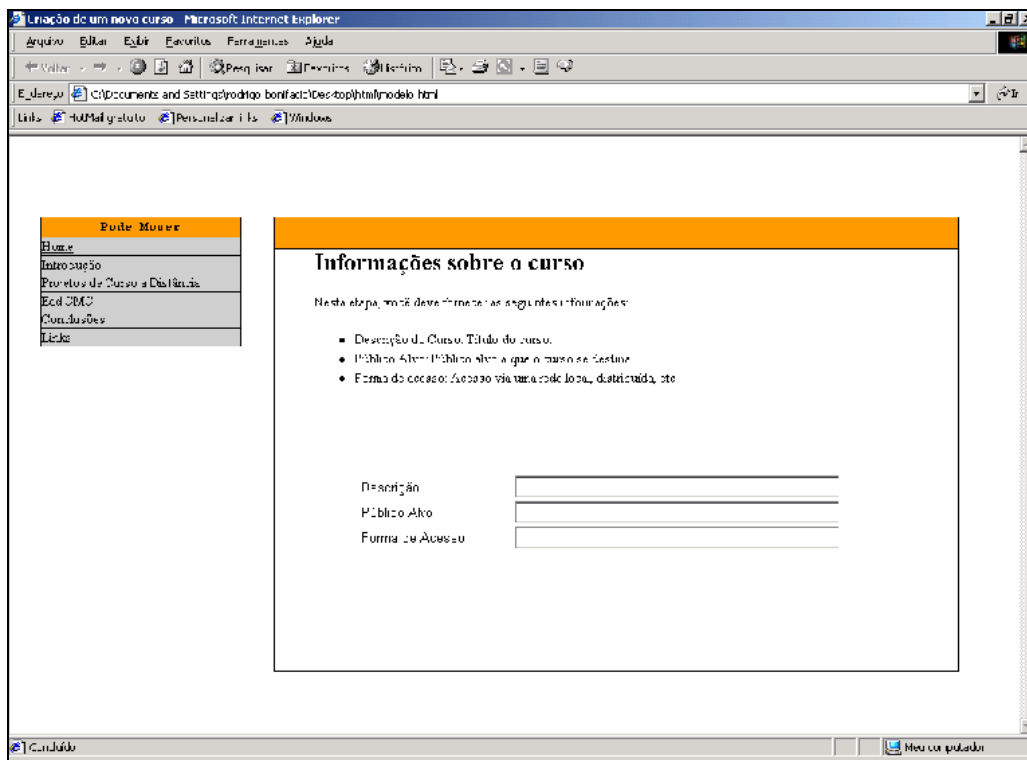 Criação de um novo curso - Microsoft Internet Explorer
Arquivo Editar Exibir Favoritos Ferramentas Ajuda
Voltar Pesquisar Favoritos Histórico
Endereço C:\Documents and Settings\rodrigo bonifacio\Desktop\html\modelo html Ir
Links HotMail gratuito Personalizar links Windows
Pode Mover
Home
Introdução
Projetos de Curso a Distância
Conclusões
Links
Informações sobre o curso
Nesta etapa, você deve fornecer as seguintes informações:
Descrição do Curso: Título do curso.
Público Alvo: Público alvo a que o curso se destina
Forma de acesso: Acesso via uma rede local, distribuída, etc
Descrição
Público Alvo
Forma de Acesso
Concluído
Meu computador